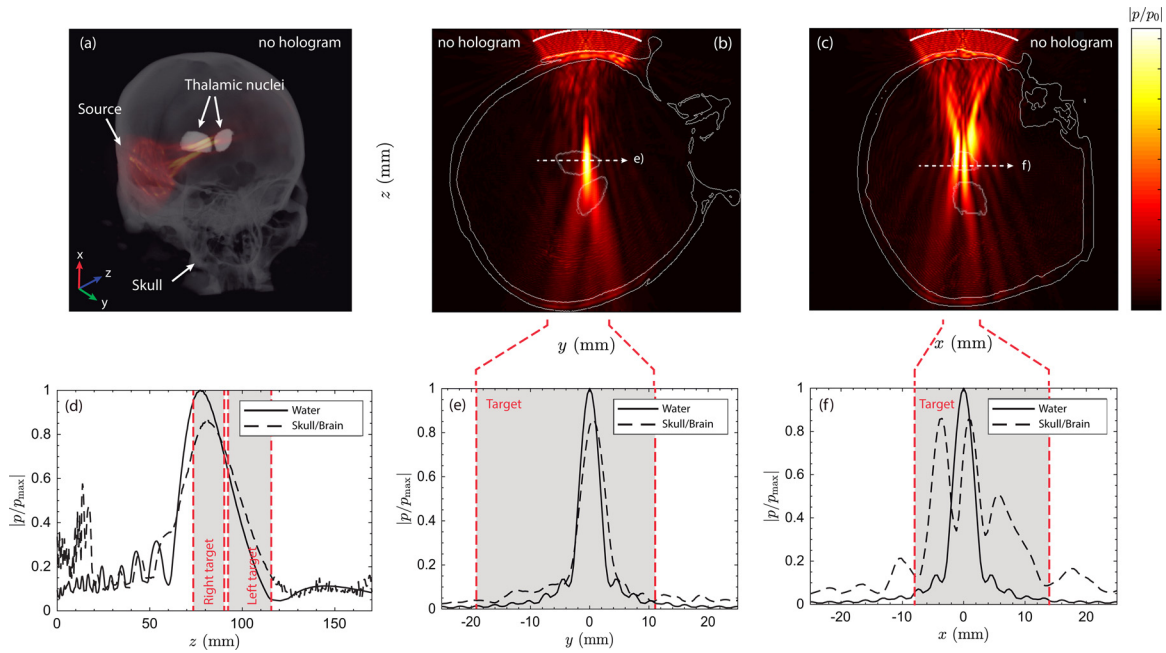 (a)
no hologram
Thalamic nuclei
Source
Skull
x
z
y
z (mm)
no hologram
(b)
e)
y (mm)
(c)
no hologram
f)
x (mm)
|p/p₀|
(d)
Water
Skull/Brain
Right target
Left target
|p/p_max|
1
0.8
0.6
0.4
0.2
0
0 50 100 150
z (mm)
(e)
Target
Water
Skull/Brain
|p/p_max|
1
0.8
0.6
0.4
0.2
0
-20 -10 0 10 20
y (mm)
(f)
Target
Water
Skull/Brain
|p/p_max|
1
0.8
0.6
0.4
0.2
0
-20 -10 0 10 20
x (mm)